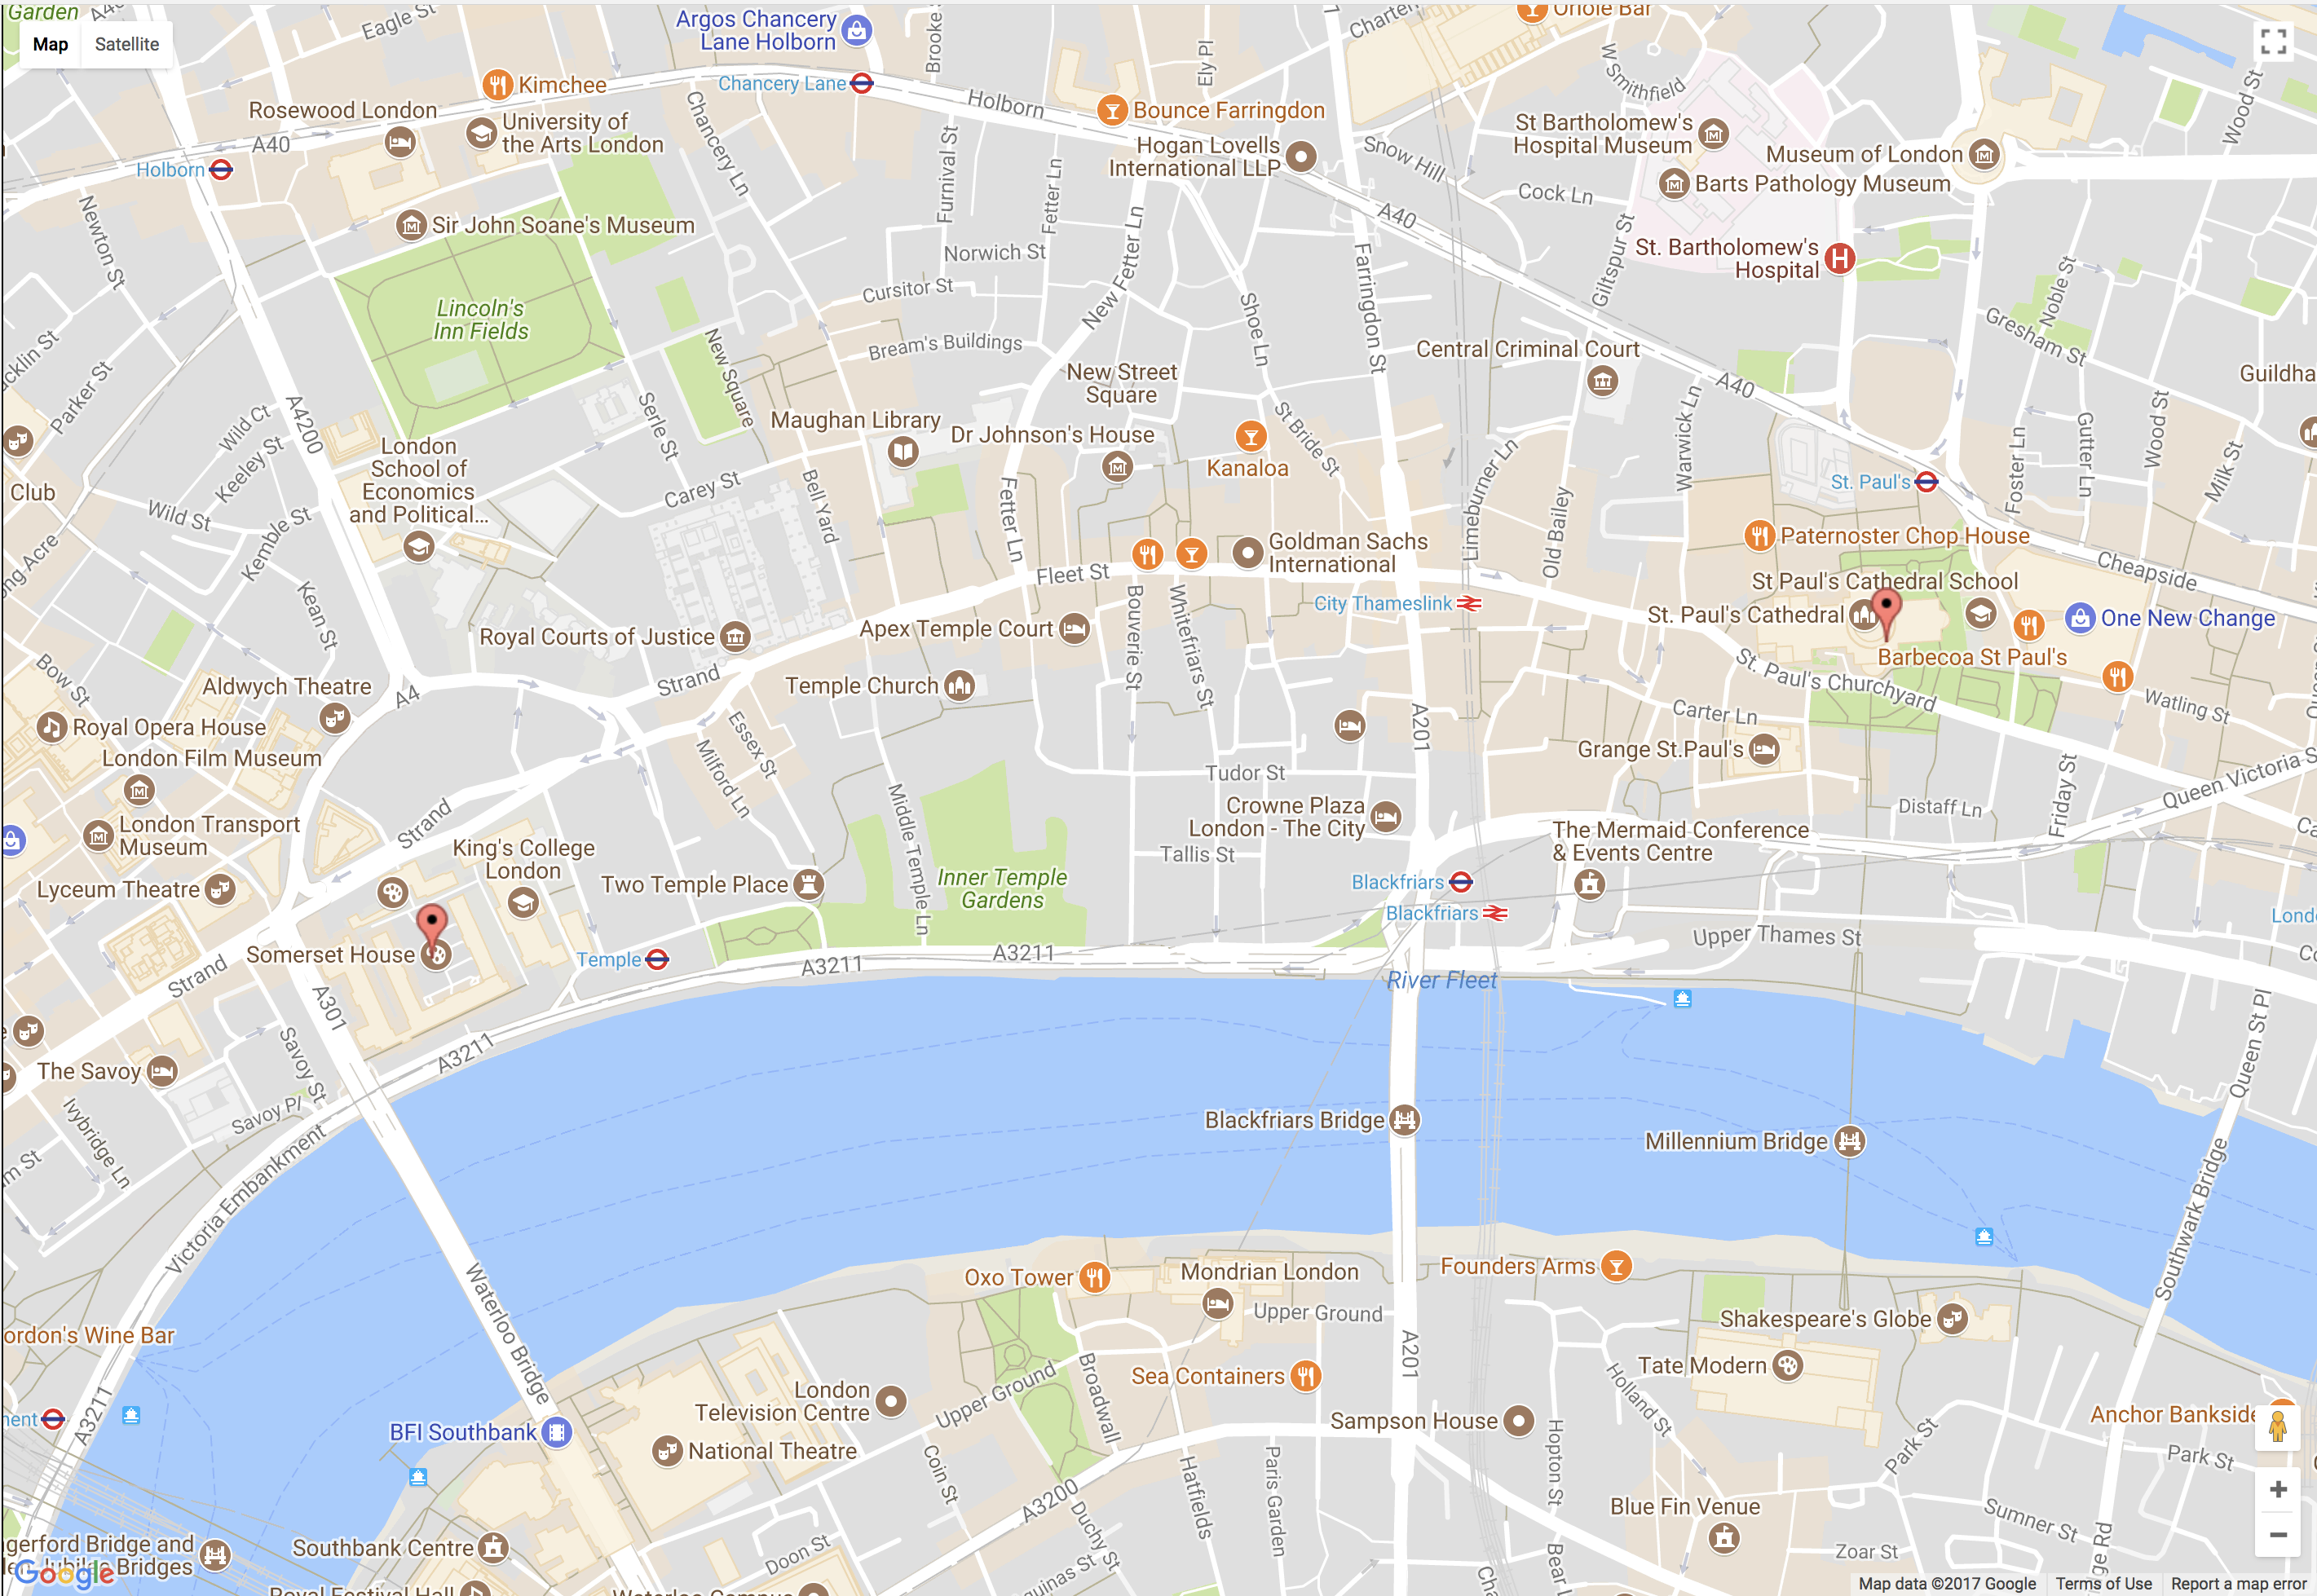 Garden
Eagle St
Argos Chancery
Lane Holborn
Brooke
Ely Pl
Charter
Oriole Bar
Map
Satellite
Kimchee
Chancery Lane
Holborn
Bounce Farringdon
W Smithfield
Wood St
Rosewood London
University of
the Arts London
A40
Chancery Ln
Furnival St
Fetter Ln
Hogan Lovells
International LLP
Snow Hill
St Bartholomew's
Hospital Museum
Museum of London
Holborn
Cock Ln
Barts Pathology Museum
Newton St
Sir John Soane's Museum
Norwich St
New Fetter Ln
A40
Giltspur St
St. Bartholomew's
Hospital
Farringdon St
Cursitor St
Shoe Ln
Noble St
Lincoln's
Inn Fields
Bream's Buildings
Gresham St
New Square
Central Criminal Court
Parker St
New Street
Square
A40
Guildha
Wild Ct
A4200
Serle St
Maughan Library
Dr Johnson's House
St Bride St
Warwick Ln
Wood St
Gutter Ln
Foster Ln
Milk St
Keeley St
London
School of
Economics
and Political...
Kanaloa
Limeburner Ln
Club
Carey St
Bell Yard
St. Paul's
Wild St
Kemble St
Fetter Ln
Old Bailey
Paternoster Chop House
Goldman Sachs
International
Fleet St
Cheapside
Kean St
Bouverie St
Whitefriars St
City Thameslink
St Paul's Cathedral School
St. Paul's Cathedral
One New Change
Royal Courts of Justice
Apex Temple Court
Barbecoa St Paul's
Bow St
Strand
St. Paul's Churchyard
Aldwych Theatre
A4
Temple Church
Watling St
Royal Opera House
Essex St
Milford Ln
A201
Carter Ln
London Film Museum
Grange St.Paul's
Tudor St
Friday St
Queen Victoria S
London Transport
Museum
Strand
Middle Temple Ln
Crowne Plaza
London - The City
Distaff Ln
King's College
London
Tallis St
The Mermaid Conference
& Events Centre
Lyceum Theatre
Two Temple Place
Inner Temple
Gardens
Blackfriars
Blackfriars
Somerset House
Temple
A3211
A3211
Upper Thames St
Strand
River Fleet
A301
Savoy St
A3211
The Savoy
Queen St Pl
Savoy Pl
Ivybridge Ln
Blackfriars Bridge
Millennium Bridge
Victoria Embankment
Southwark Bridge
Waterloo Bridge
Oxo Tower
Mondrian London
Founders Arms
Upper Ground
Shakespeare's Globe
ordon's Wine Bar
A201
Tate Modern
Broadwall
Sea Containers
Holland St
A3211
London
Television Centre
Upper Ground
Sampson House
Anchor Bankside
BFI Southbank
National Theatre
Hopton St
Park St
Park St
Coin St
Hatfields
Paris Garden
A3200
Duchy St
Blue Fin Venue
Sumner St
gerford Bridge and
Jubilee Bridges
Southbank Centre
Doon St
Zoar St
Google
Royal Festival Hall
Waterloo Campus
Bear L
Map data ©2017 Google
Terms of Use
Report a map error